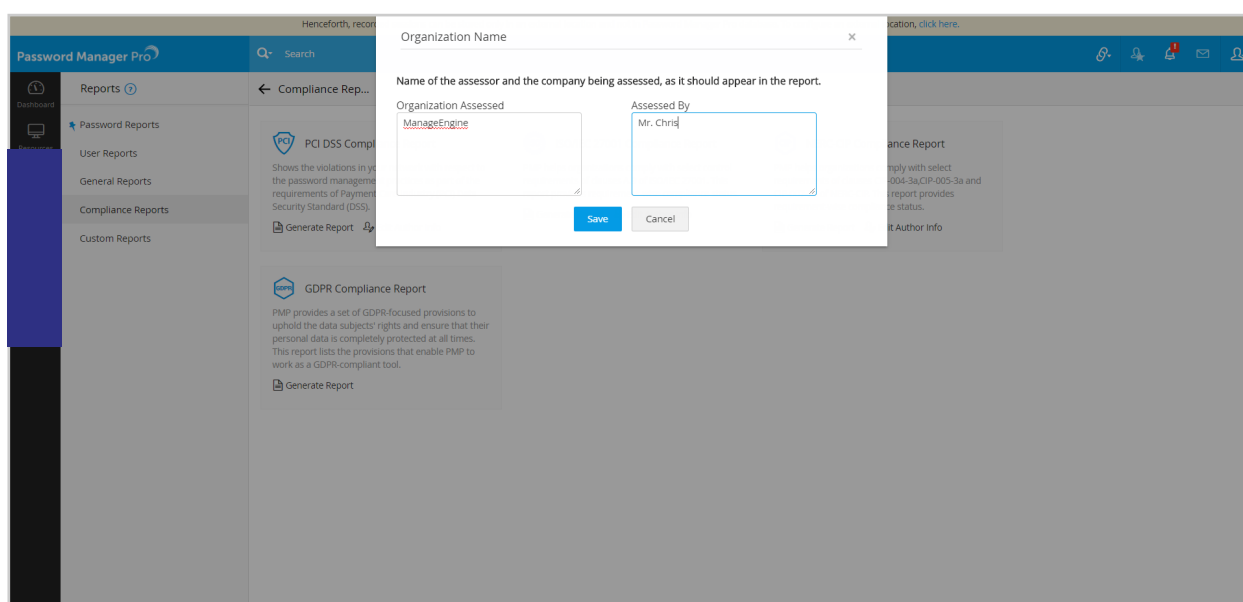 Henceforth, recor
ocation, click here.
Password Manager Pro
Search
Dashboard
Resources
Reports
Password Reports
User Reports
General Reports
Compliance Reports
Custom Reports
Compliance Rep...
Organization Name
Name of the assessor and the company being assessed, as it should appear in the report.
Organization Assessed
ManageEngine
Assessed By
Mr. Chris
Save
Cancel
PCI
PCI DSS Compl
Shows the violations in yo
the password manageme
requirements of Payment
Security Standard (DSS).
Generate Report
ance Report
mply with select
-004-3a,CIP-005-3a and
report provides
ce status.
it Author Info
GDPR
GDPR Compliance Report
PMP provides a set of GDPR-focused provisions to
uphold the data subjects' rights and ensure that their
personal data is completely protected at all times.
This report lists the provisions that enable PMP to
work as a GDPR-compliant tool.
Generate Report